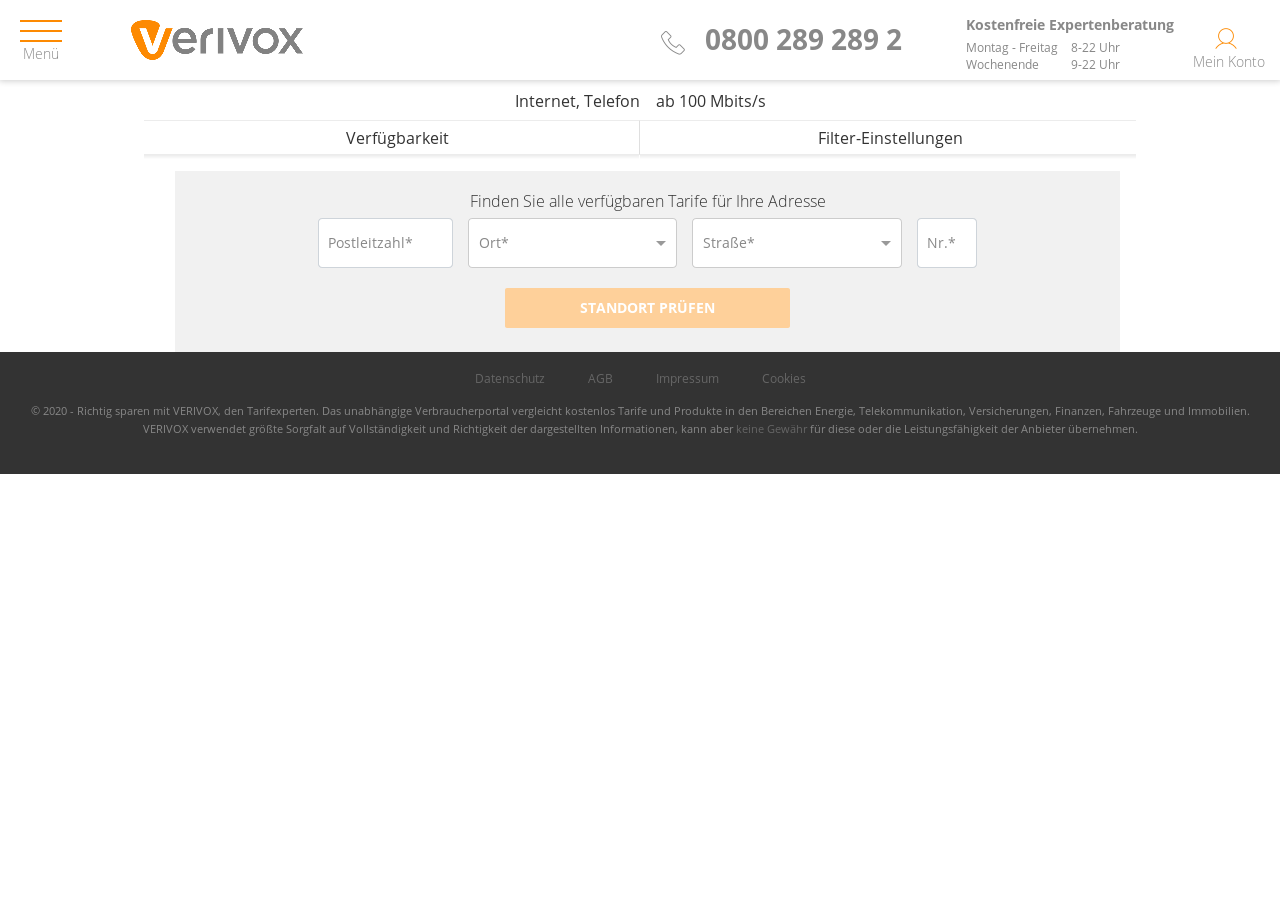 Menü
verivox
0800 289 289 2
Kostenfreie Expertenberatung
Montag - Freitag 8-22 Uhr
Wochenende 9-22 Uhr
Mein Konto
Internet, Telefon ab 100 Mbits/s
Verfügbarkeit Filter-Einstellungen
Finden Sie alle verfügbaren Tarife für Ihre Adresse
Postleitzahl* Ort* Straße* Nr.*
STANDORT PRÜFEN
Datenschutz AGB Impressum Cookies
© 2020 - Richtig sparen mit VERIVOX, den Tarifexperten. Das unabhängige Verbraucherportal vergleicht kostenlos Tarife und Produkte in den Bereichen Energie, Telekommunikation, Versicherungen, Finanzen, Fahrzeuge und Immobilien.
VERIVOX verwendet größte Sorgfalt auf Vollständigkeit und Richtigkeit der dargestellten Informationen, kann aber keine Gewähr für diese oder die Leistungsfähigkeit der Anbieter übernehmen.